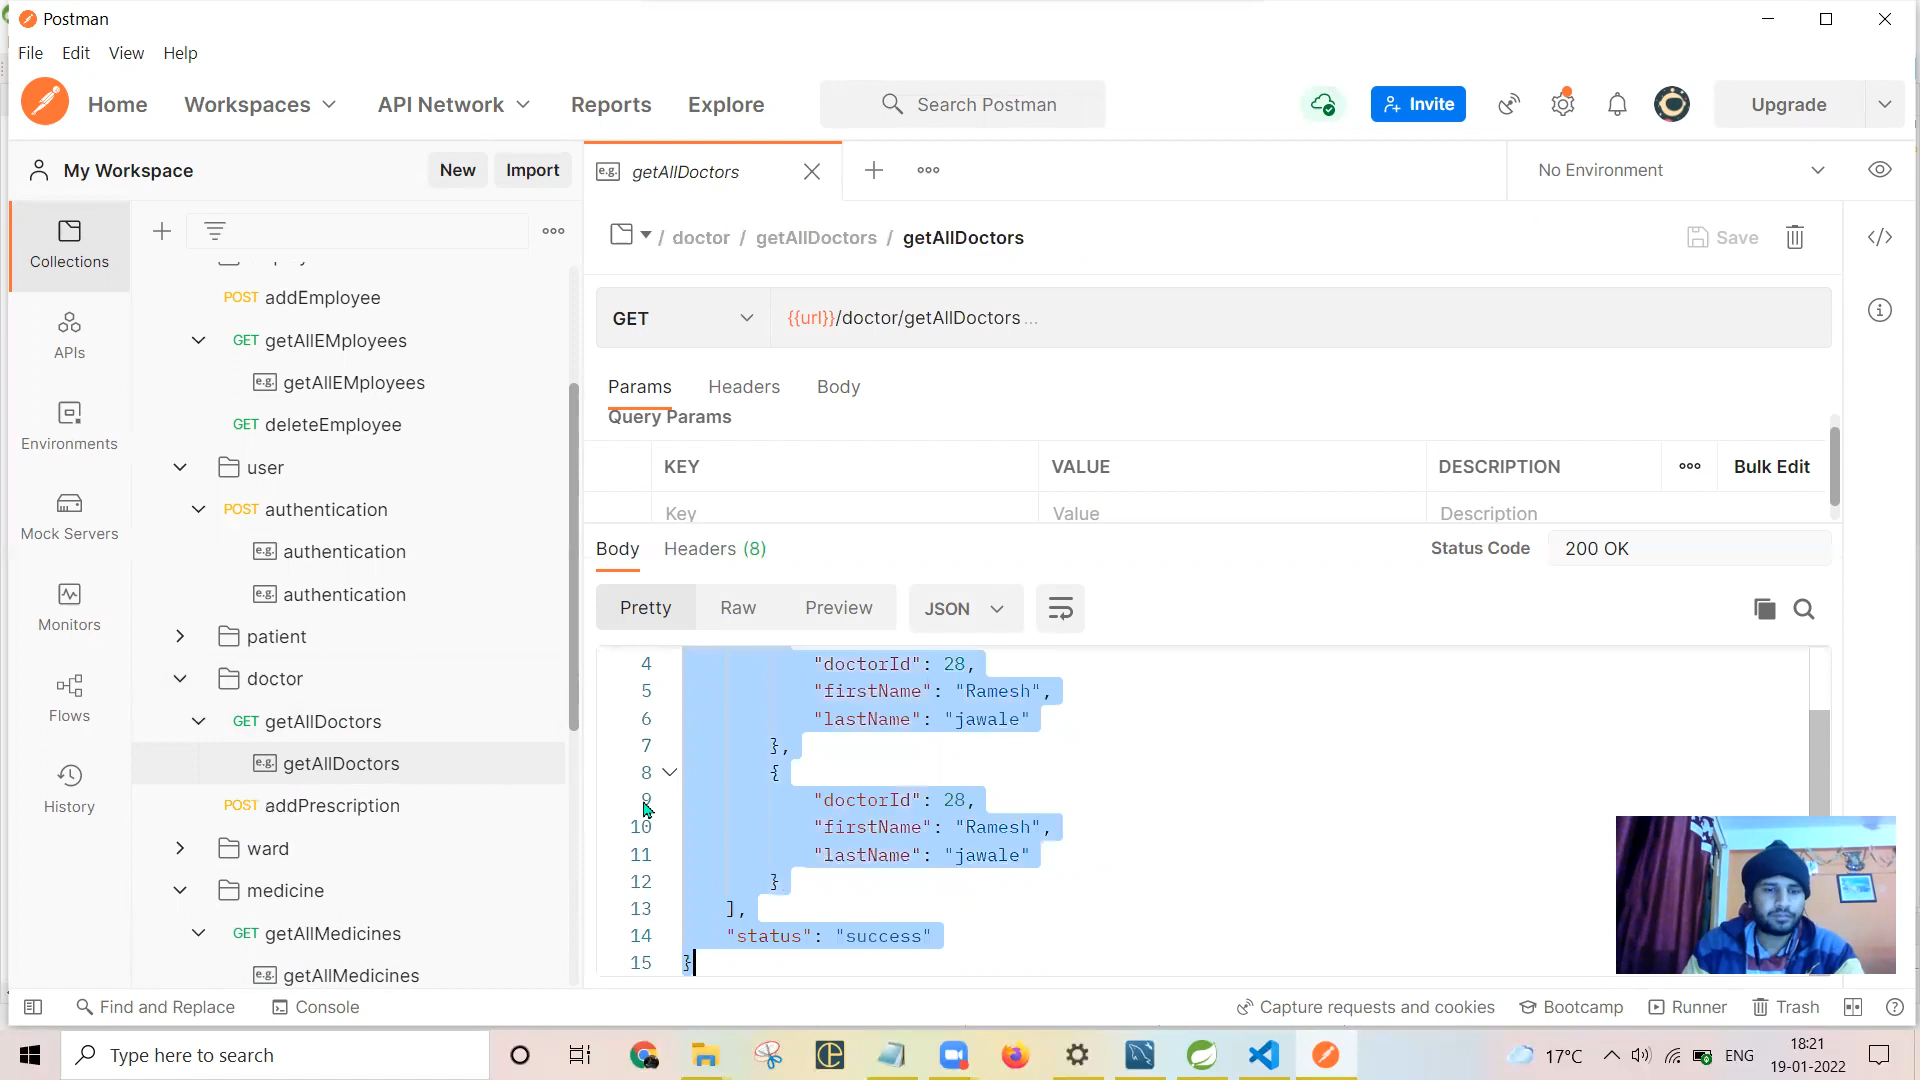 Postman
File Edit View Help
Home Workspaces API Network Reports Explore Search Postman Invite Upgrade
My Workspace New Import
e.g. getAllDoctors No Environment
Collections
APIs
Environments
Mock Servers
Monitors
Flows
History
POST addEmployee
GET getAllEMployees
e.g. getAllEMployees
GET deleteEmployee
user
POST authentication
e.g. authentication
e.g. authentication
patient
doctor
GET getAllDoctors
e.g. getAllDoctors
POST addPrescription
ward
medicine
GET getAllMedicines
e.g. getAllMedicines
/ doctor / getAllDoctors / getAllDoctors Save
GET {{url}}/doctor/getAllDoctors ...
Params Headers Body
Query Params
KEY VALUE DESCRIPTION Bulk Edit
Key Value Description
Body Headers (8) Status Code 200 OK
Pretty Raw Preview JSON
4 "doctorId": 28,
5 "firstName": "Ramesh",
6 "lastName": "jawale"
7 },
8 {
9 "doctorId": 28,
10 "firstName": "Ramesh",
11 "lastName": "jawale"
12 }
13 ],
14 "status": "success"
15 }
Find and Replace Console Capture requests and cookies Bootcamp Runner Trash
Type here to search 17°C ENG 18:21
19-01-2022